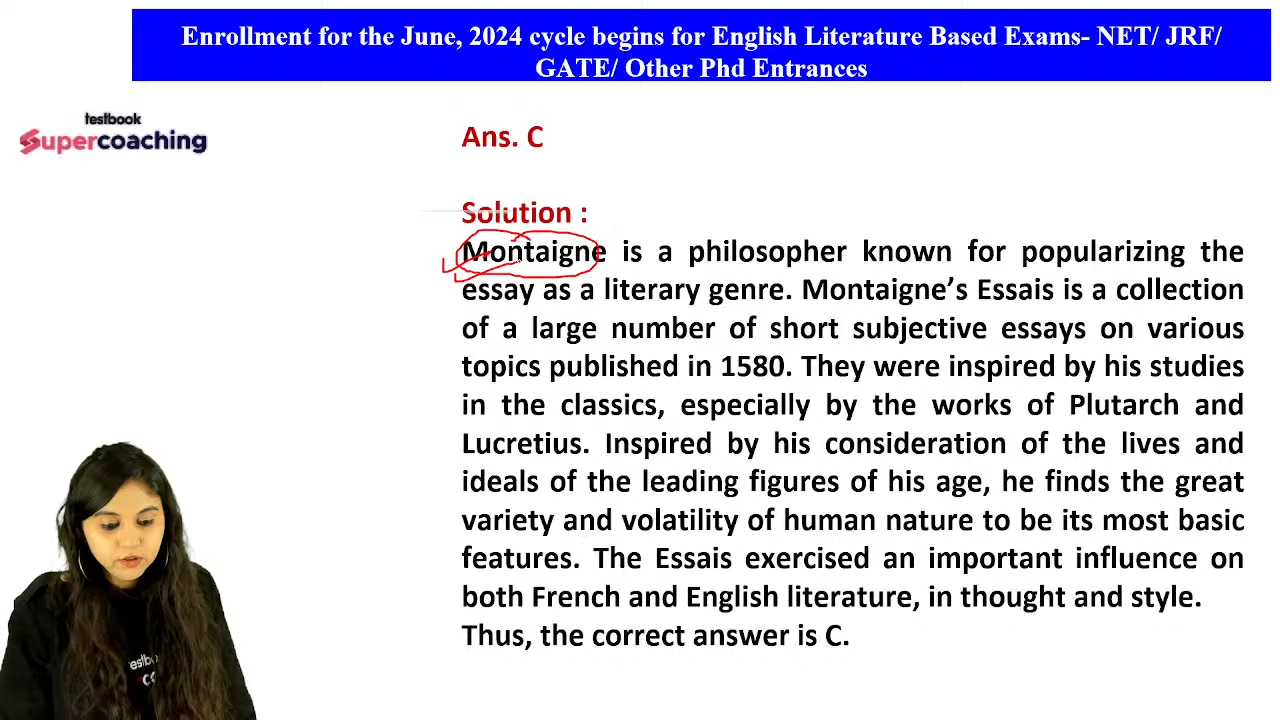 Enrollment for the June, 2024 cycle begins for English Literature Based Exams- NET/ JRF/
GATE/ Other Phd Entrances
testbook
Supercoaching
Ans. C
Solution :
Montaigne is a philosopher known for popularizing the
essay as a literary genre. Montaigne’s Essais is a collection
of a large number of short subjective essays on various
topics published in 1580. They were inspired by his studies
in the classics, especially by the works of Plutarch and
Lucretius. Inspired by his consideration of the lives and
ideals of the leading figures of his age, he finds the great
variety and volatility of human nature to be its most basic
features. The Essais exercised an important influence on
both French and English literature, in thought and style.
Thus, the correct answer is C.